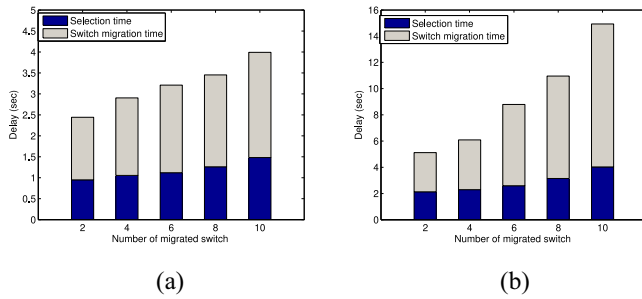 5
4.5
4
3.5
3
2.5
2
1.5
1
0.5
0
Delay (sec)
Selection time
Switch migration time
2 4 6 8 10
Number of migrated switch
(a)
16
14
12
10
8
6
4
2
0
Delay (sec)
Selection time
Switch migration time
2 4 6 8 10
Number of migrated switch
(b)